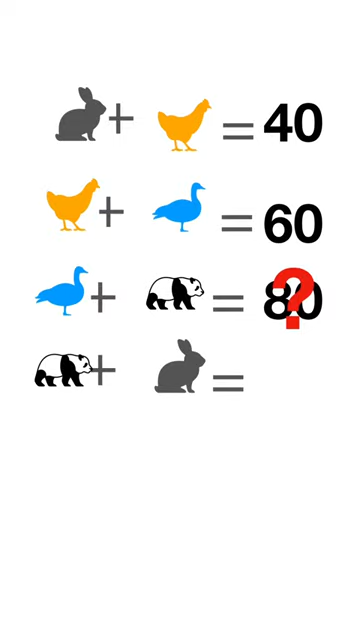 + = 40
+ = 60
+ = 80 ?
+ =